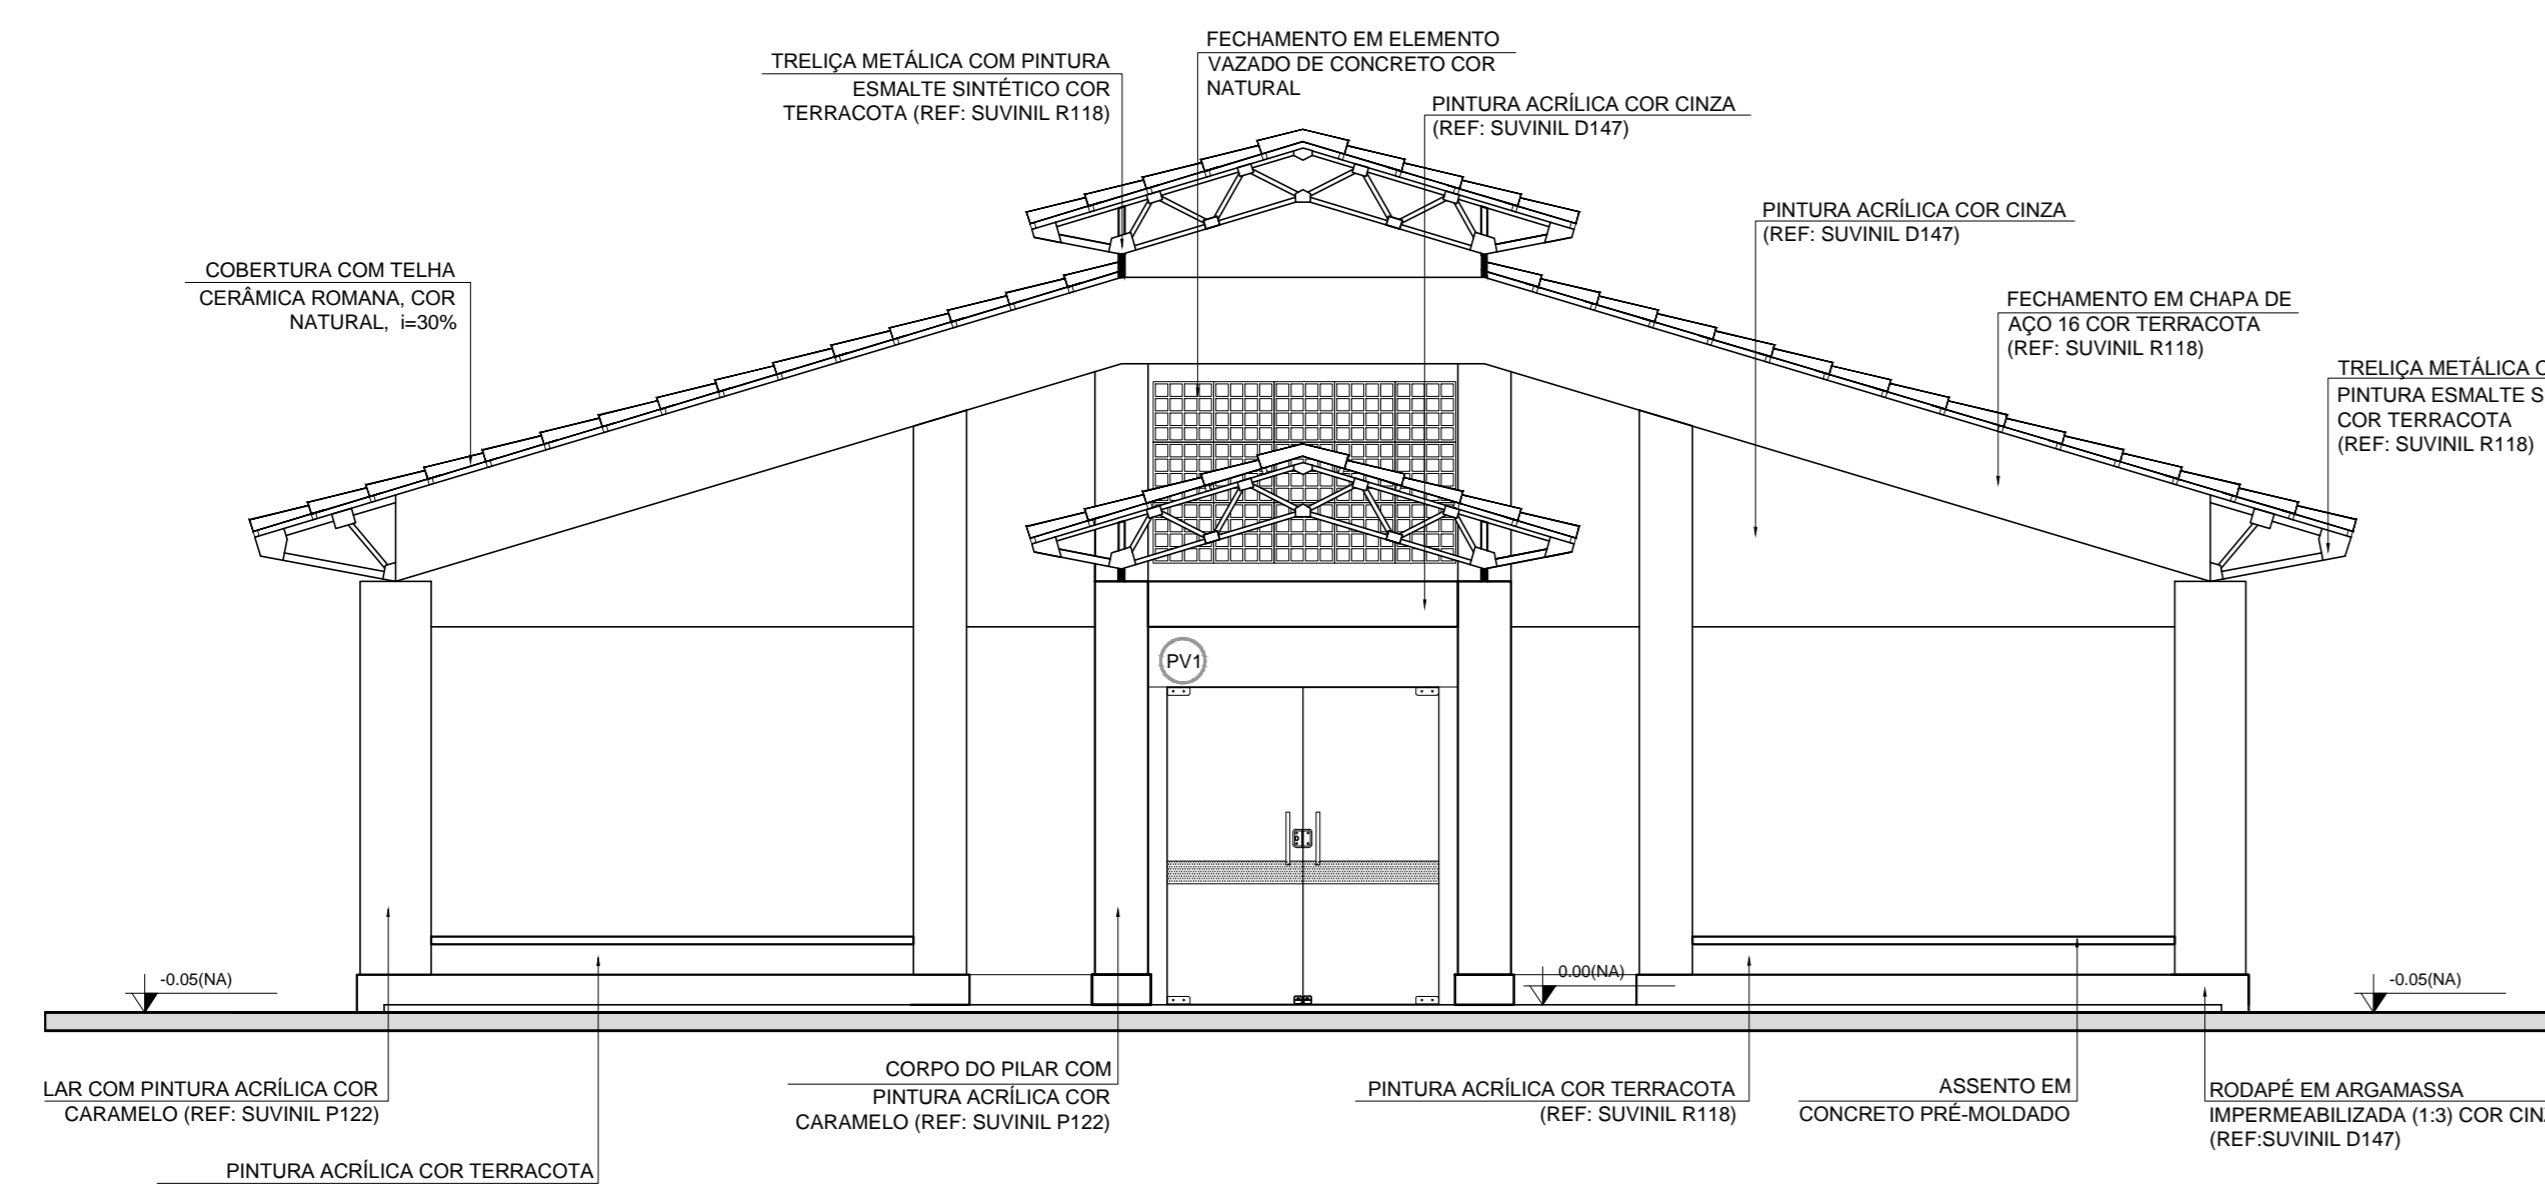 FECHAMENTO EM ELEMENTO
VAZADO DE CONCRETO COR
NATURAL
TRELIÇA METÁLICA COM PINTURA
ESMALTE SINTÉTICO COR
TERRACOTA (REF: SUVINIL R118)
PINTURA ACRÍLICA COR CINZA
(REF: SUVINIL D147)
PINTURA ACRÍLICA COR CINZA
(REF: SUVINIL D147)
COBERTURA COM TELHA
CERÂMICA ROMANA, COR
NATURAL, i=30%
FECHAMENTO EM CHAPA DE
AÇO 16 COR TERRACOTA
(REF: SUVINIL R118)
TRELIÇA METÁLICA C
PINTURA ESMALTE S
COR TERRACOTA
(REF: SUVINIL R118)
PV1
-0.05(NA)
0.00(NA)
-0.05(NA)
LAR COM PINTURA ACRÍLICA COR
CARAMELO (REF: SUVINIL P122)
CORPO DO PILAR COM
PINTURA ACRÍLICA COR
CARAMELO (REF: SUVINIL P122)
PINTURA ACRÍLICA COR TERRACOTA
(REF: SUVINIL R118)
ASSENTO EM
CONCRETO PRÉ-MOLDADO
RODAPÉ EM ARGAMASSA
IMPERMEABILIZADA (1:3) COR CIN
(REF:SUVINIL D147)
PINTURA ACRÍLICA COR TERRACOTA